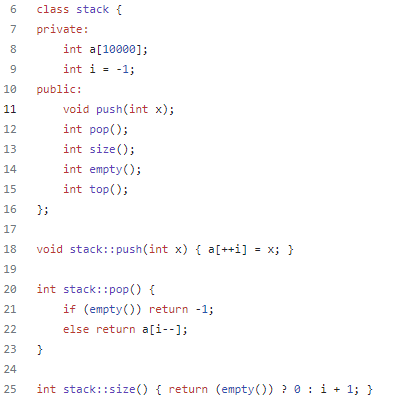 6 class stack {
7 private:
8     int a[10000];
9     int i = -1;
10 public:
11     void push(int x);
12     int pop();
13     int size();
14     int empty();
15     int top();
16 };
17
18 void stack::push(int x) { a[++i] = x; }
19
20 int stack::pop() {
21     if (empty()) return -1;
22     else return a[i--];
23 }
24
25 int stack::size() { return (empty()) ? 0 : i + 1; }